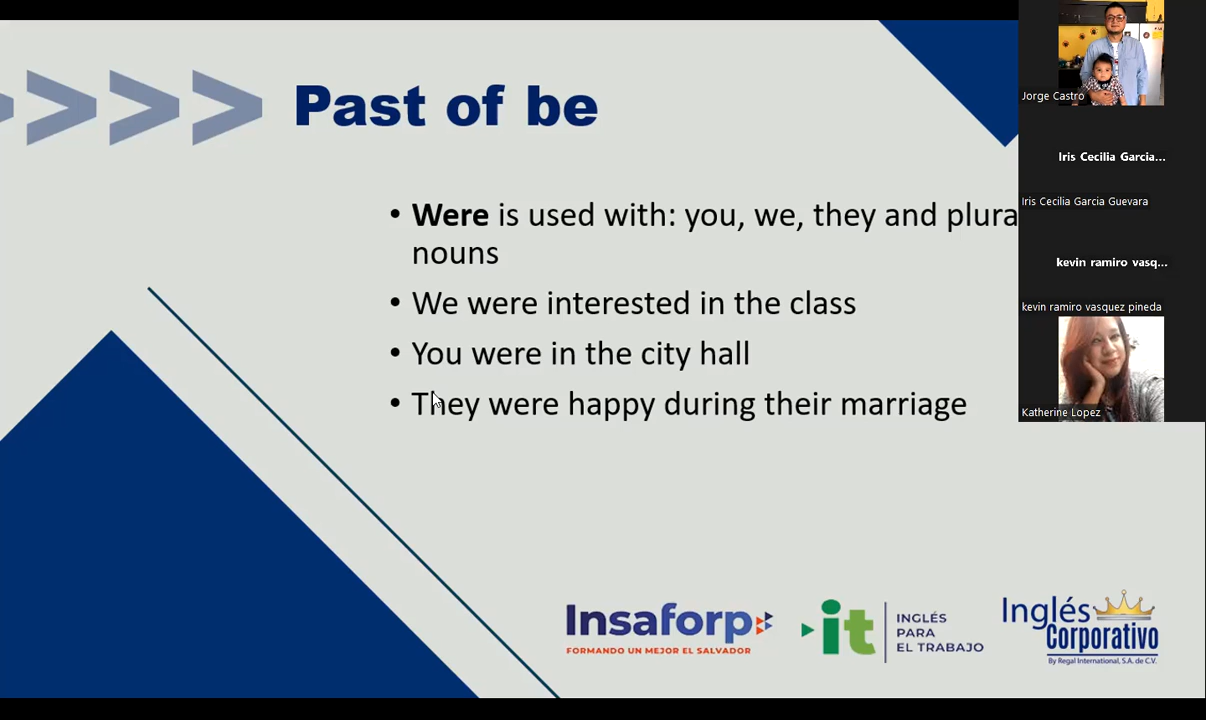 Past of be
• Were is used with: you, we, they and plura
nouns
• We were interested in the class
• You were in the city hall
• They were happy during their marriage
Jorge Castro
Iris Cecilia Garcia...
Iris Cecilia Garcia Guevara
kevin ramiro vasq...
kevin ramiro vasquez pineda
Katherine Lopez
Insaforp
FORMANDO UN MEJOR EL SALVADOR
it
INGLÉS
PARA
EL TRABAJO
Inglés
Corporativo
By Regal International, S.A. de C.V.